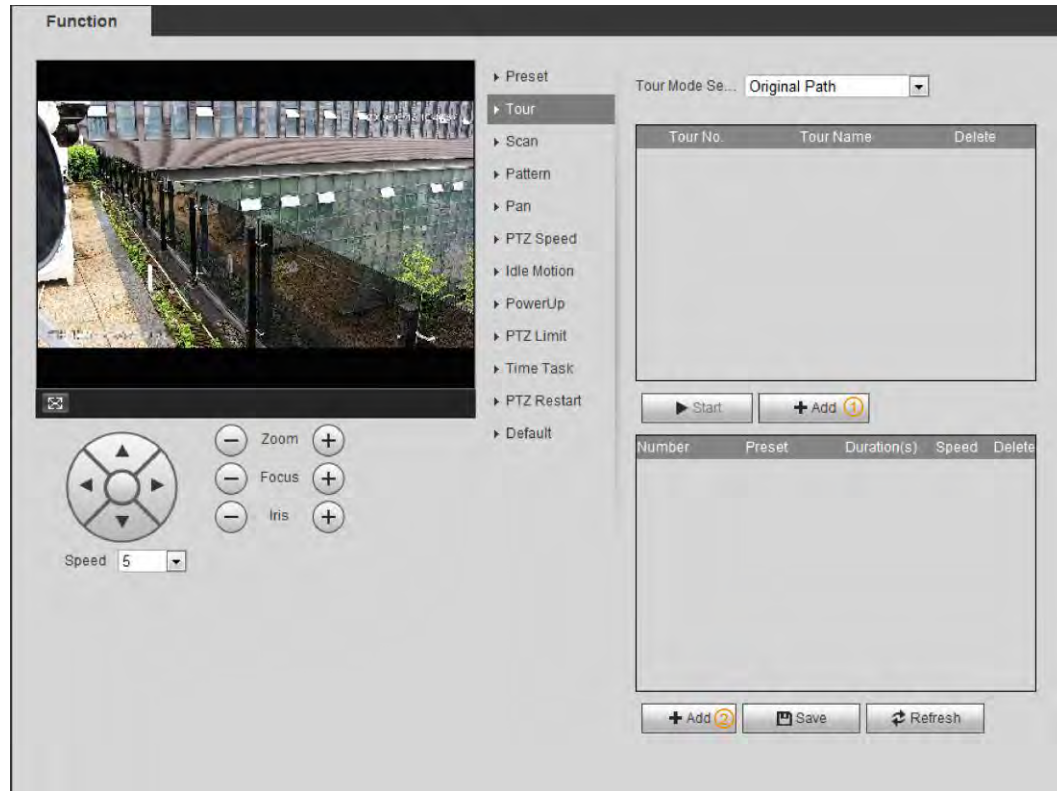 Function
Preset
Tour
Scan
Pattern
Pan
PTZ Speed
Idle Motion
PowerUp
PTZ Limit
Time Task
PTZ Restart
Default
Zoom
Focus
Iris
Speed 5
Tour Mode Se... Original Path
Tour No. Tour Name Delete
Start Add 1
Number Preset Duration(s) Speed Delete
Add 2 Save Refresh